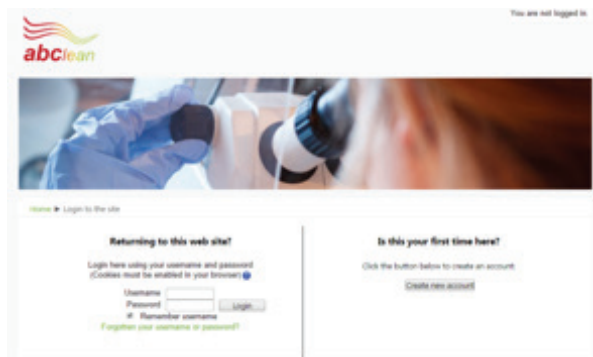 You are not logged in.
abclean
Home ► Login to the site
Returning to this web site?
Login here using your username and password
(Cookies must be enabled in your browser)
Username
Password
Login
Remember username
Forgotten your username or password?
Is this your first time here?
Click the button below to create an account
Create new account